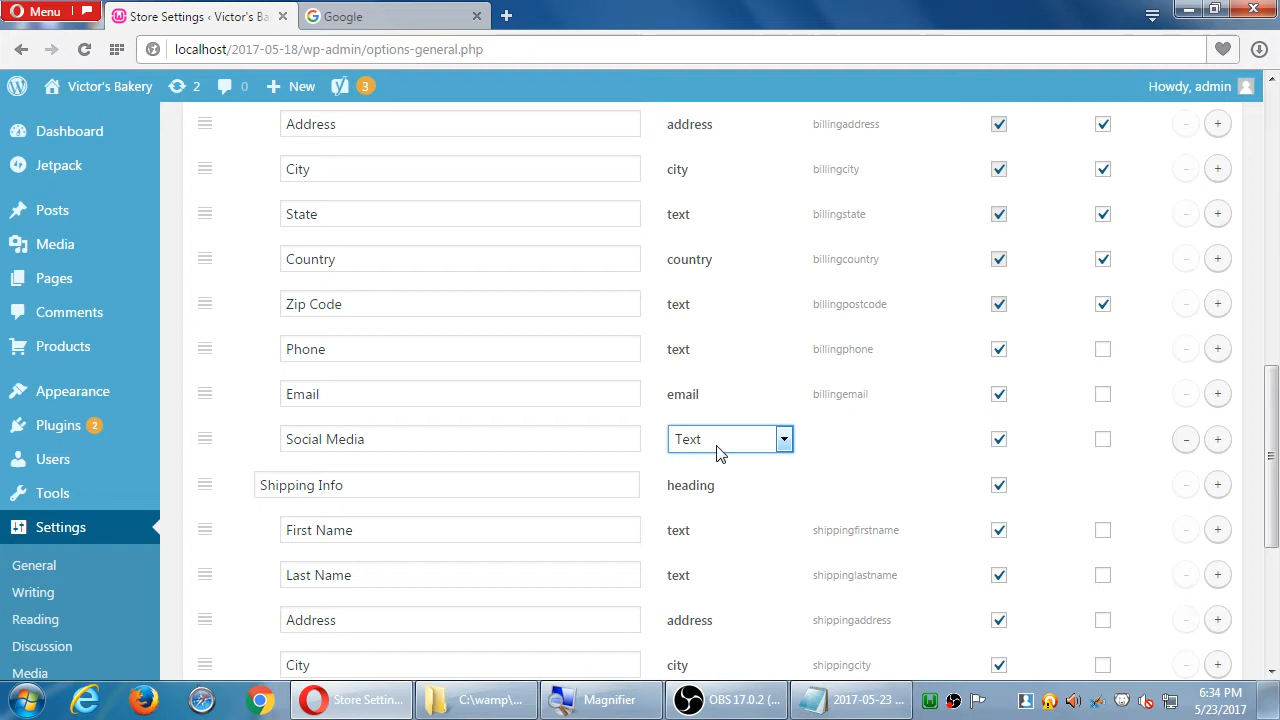 Menu
Store Settings ‹ Victor's Ba
Google
localhost/2017-05-18/wp-admin/options-general.php
Victor's Bakery
2
0
New
3
Howdy, admin
Dashboard
Jetpack
Posts
Media
Pages
Comments
Products
Appearance
Plugins 2
Users
Tools
Settings
General
Writing
Reading
Discussion
Media
Address address billingaddress - +
City city billingcity - +
State text billingstate - +
Country country billingcountry - +
Zip Code text billingpostcode - +
Phone text billingphone - +
Email email billingemail - +
Social Media Text - +
Shipping Info heading - +
First Name text shippingfirstname - +
Last Name text shippinglastname - +
Address address shippingaddress - +
City city shippingcity - +
Store Settin...
C:\wamp\...
Magnifier
OBS 17.0.2 (...
2017-05-23 ...
6:34 PM
5/23/2017